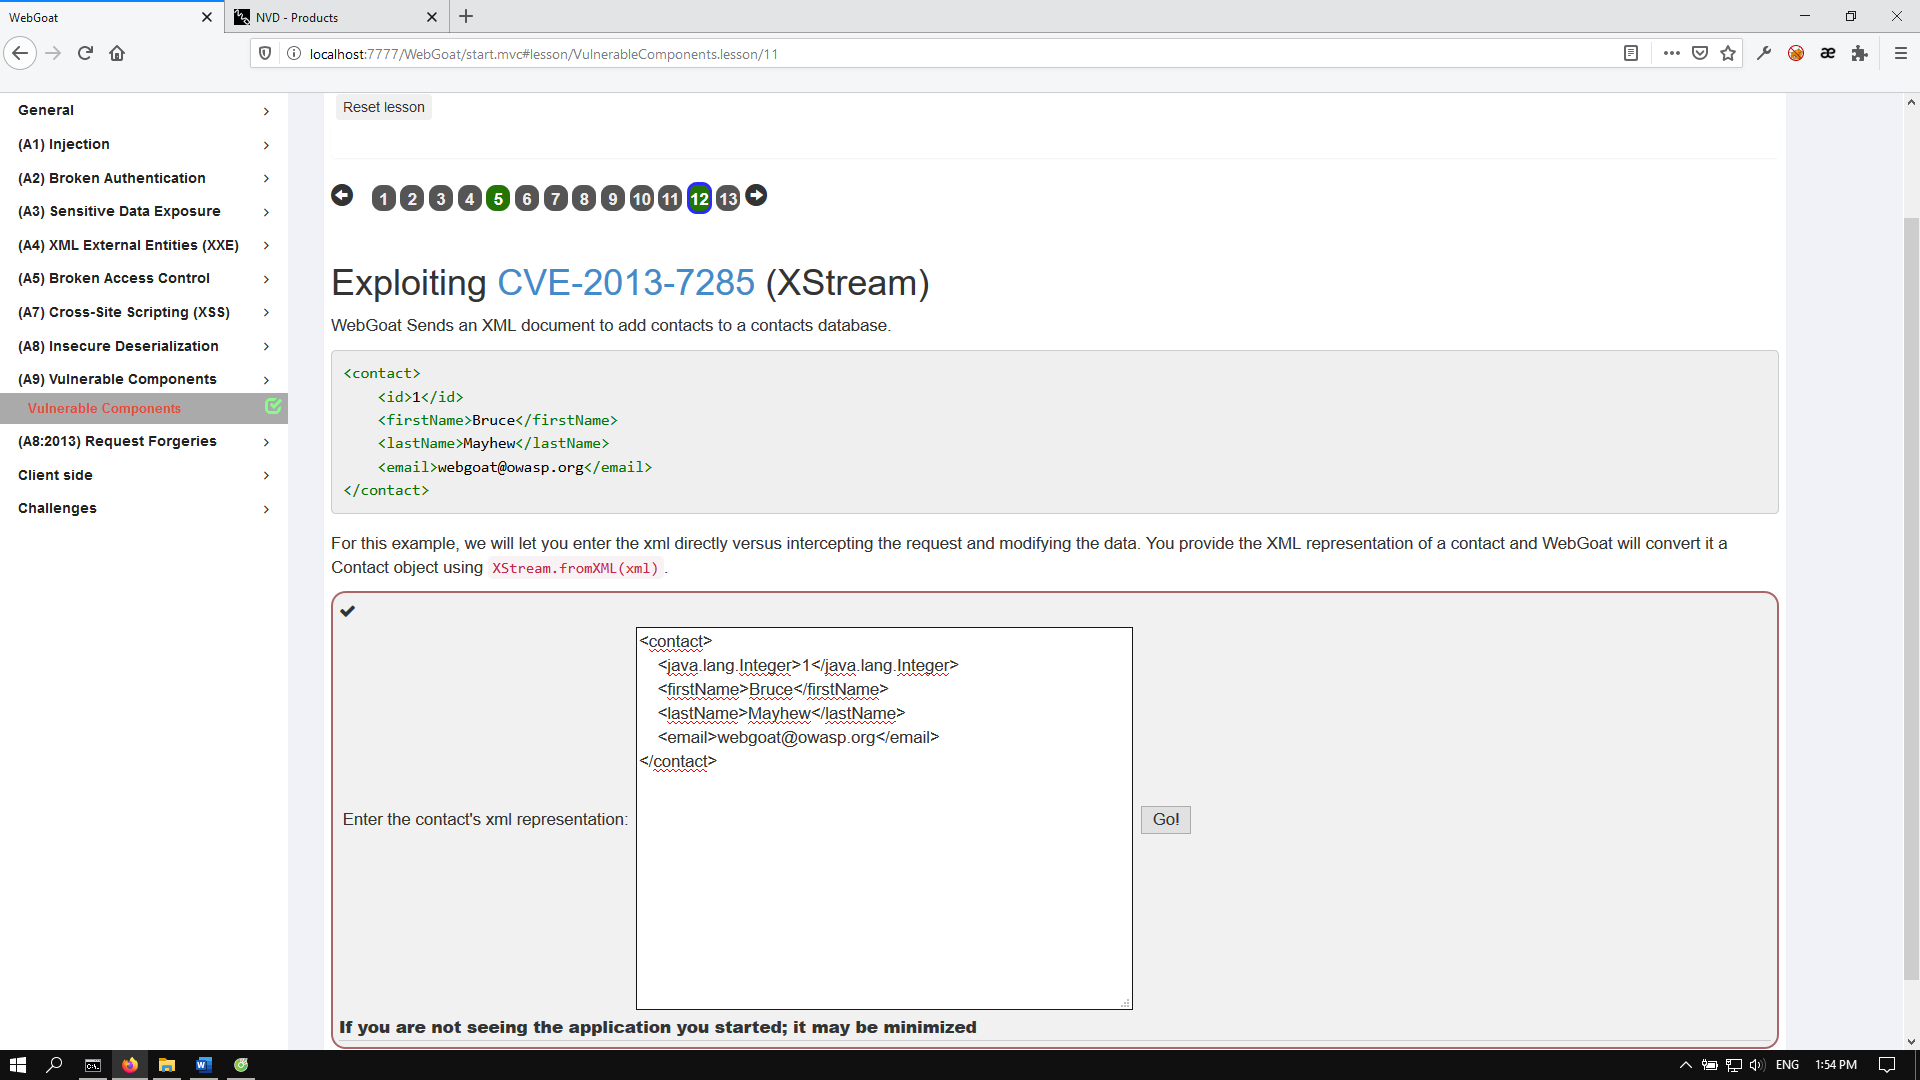 WebGoat
NVD - Products
localhost:7777/WebGoat/start.mvc#lesson/VulnerableComponents.lesson/11
General
(A1) Injection
(A2) Broken Authentication
(A3) Sensitive Data Exposure
(A4) XML External Entities (XXE)
(A5) Broken Access Control
(A7) Cross-Site Scripting (XSS)
(A8) Insecure Deserialization
(A9) Vulnerable Components
Vulnerable Components
(A8:2013) Request Forgeries
Client side
Challenges
Reset lesson
1 2 3 4 5 6 7 8 9 10 11 12 13
Exploiting CVE-2013-7285 (XStream)
WebGoat Sends an XML document to add contacts to a contacts database.
<contact>
    <id>1</id>
    <firstName>Bruce</firstName>
    <lastName>Mayhew</lastName>
    <email>webgoat@owasp.org</email>
</contact>
For this example, we will let you enter the xml directly versus intercepting the request and modifying the data. You provide the XML representation of a contact and WebGoat will convert it a
Contact object using XStream.fromXML(xml) .
<contact>
    <java.lang.Integer>1</java.lang.Integer>
    <firstName>Bruce</firstName>
    <lastName>Mayhew</lastName>
    <email>webgoat@owasp.org</email>
</contact>
Enter the contact's xml representation:
Go!
If you are not seeing the application you started; it may be minimized
ENG
1:54 PM